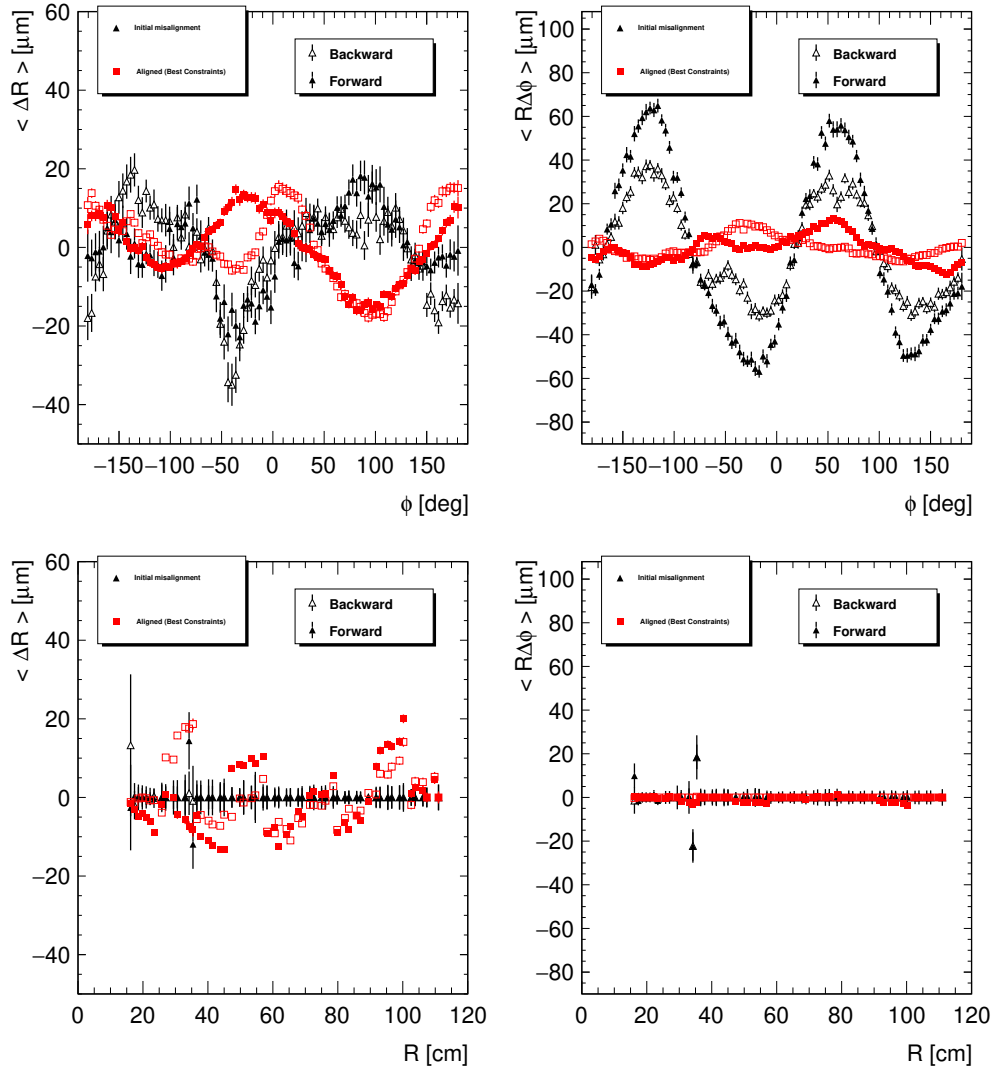 < ΔR > [μm]
60
40
20
0
−20
−40
Initial misalignment
Aligned (Best Constraints)
Backward
Forward
−150 −100 −50 0 50 100 150
ϕ [deg]
< RΔϕ > [μm]
100
80
60
40
20
0
−20
−40
−60
−80
Initial misalignment
Aligned (Best Constraints)
Backward
Forward
−150 −100 −50 0 50 100 150
ϕ [deg]
< ΔR > [μm]
60
40
20
0
−20
−40
Initial misalignment
Aligned (Best Constraints)
Backward
Forward
0 20 40 60 80 100 120
R [cm]
< RΔϕ > [μm]
100
80
60
40
20
0
−20
−40
−60
−80
Initial misalignment
Aligned (Best Constraints)
Backward
Forward
0 20 40 60 80 100 120
R [cm]